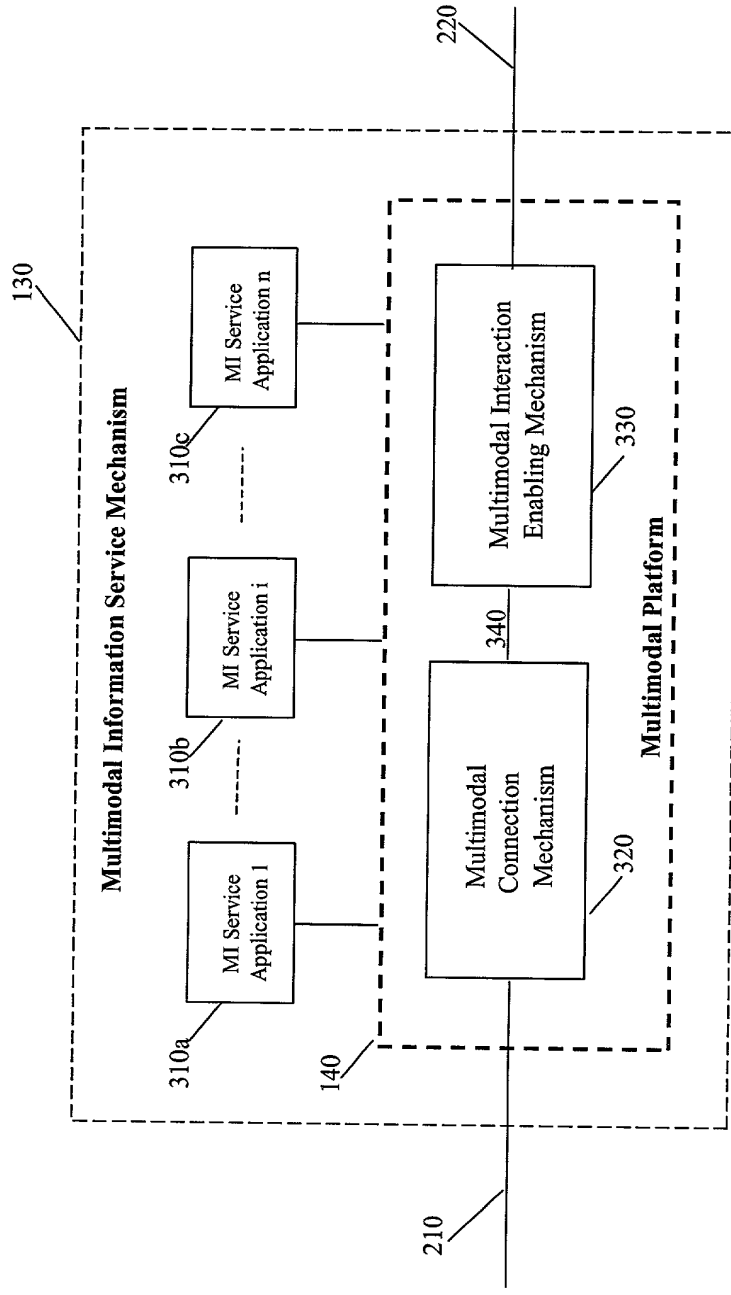 130
Multimodal Information Service Mechanism
MI Service
Application 1
310a
MI Service
Application i
310b
MI Service
Application n
310c
140
Multimodal
Connection
Mechanism
320
340
Multimodal Interaction
Enabling Mechanism
330
Multimodal Platform
210
220